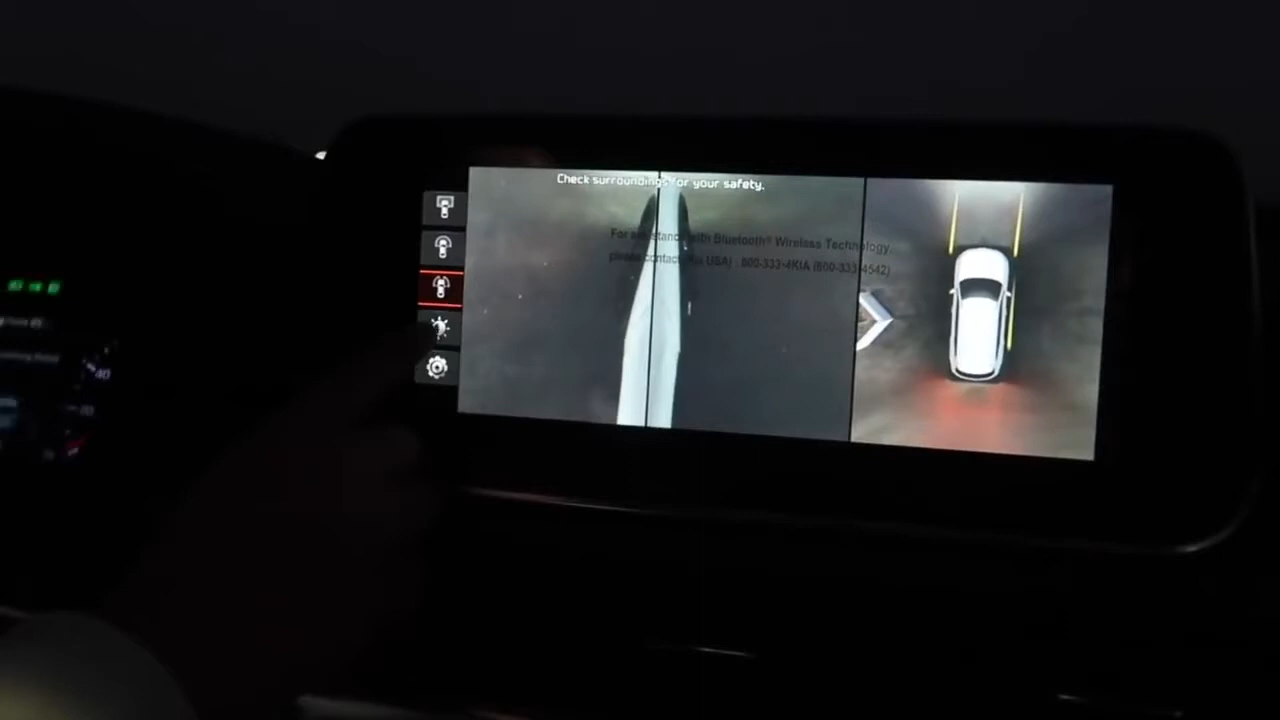 Check surroundings for your safety.
For assistance with Bluetooth® Wireless Technology,
please contact (Kia USA) : 800-333-4KIA (800-333-4542)
40